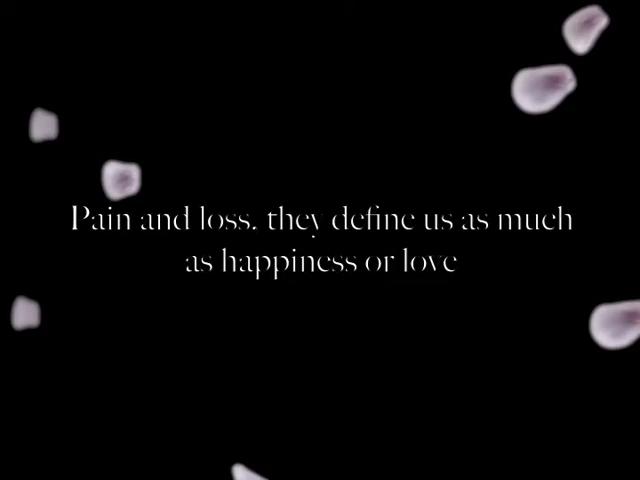 Pain and loss, they define us as much
as happiness or love